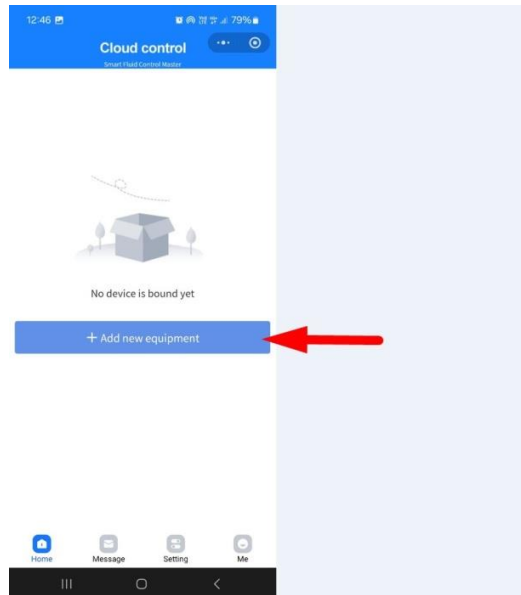 12:46 79%
Cloud control
Smart Fluid Control Master
No device is bound yet
+ Add new equipment
Home Message Setting Me